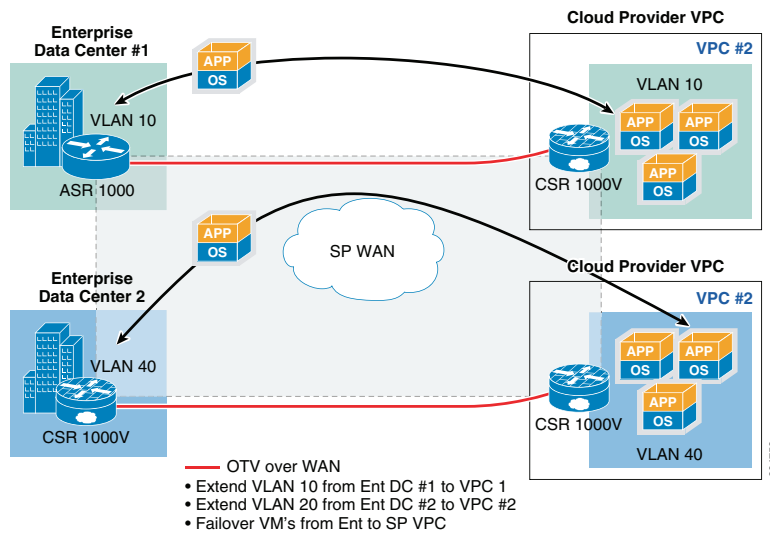 Enterprise
Data Center #1
Cloud Provider VPC
VPC #2
APP
OS
VLAN 10
VLAN 10
APP
OS
APP
OS
APP
OS
ASR 1000
CSR 1000V
APP
OS
SP WAN
Enterprise
Data Center 2
Cloud Provider VPC
VPC #2
VLAN 40
APP
OS
APP
OS
APP
OS
CSR 1000V
CSR 1000V
VLAN 40
OTV over WAN
• Extend VLAN 10 from Ent DC #1 to VPC 1
• Extend VLAN 20 from Ent DC #2 to VPC #2
• Failover VM's from Ent to SP VPC